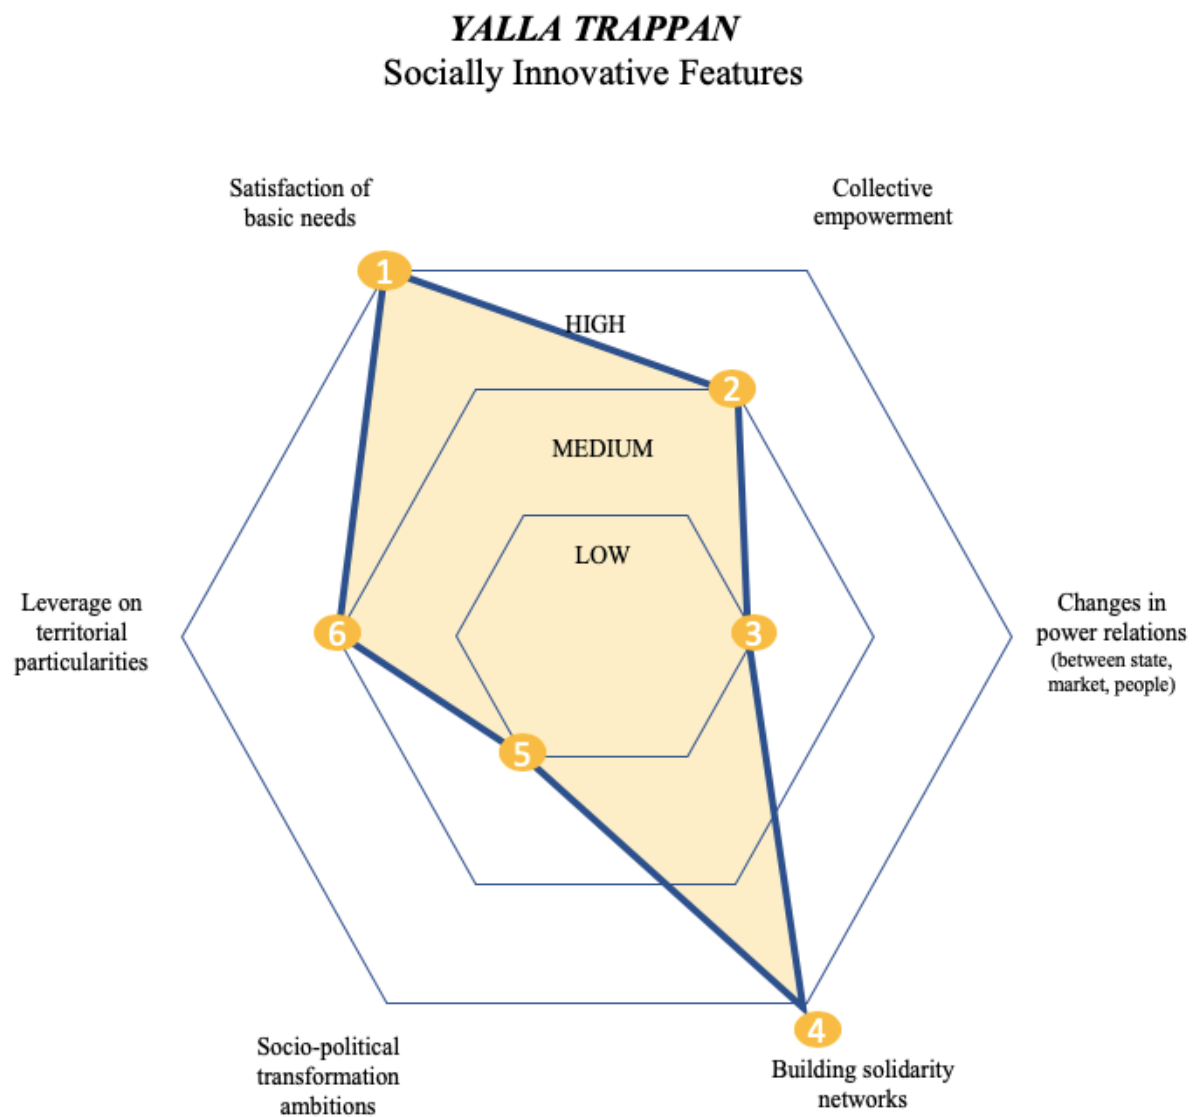 YALLA TRAPPAN
Socially Innovative Features
Satisfaction of
basic needs
Collective
empowerment
1
HIGH
2
MEDIUM
LOW
Leverage on
territorial
particularities
6
3
Changes in
power relations
(between state,
market, people)
5
4
Socio-political
transformation
ambitions
Building solidarity
networks